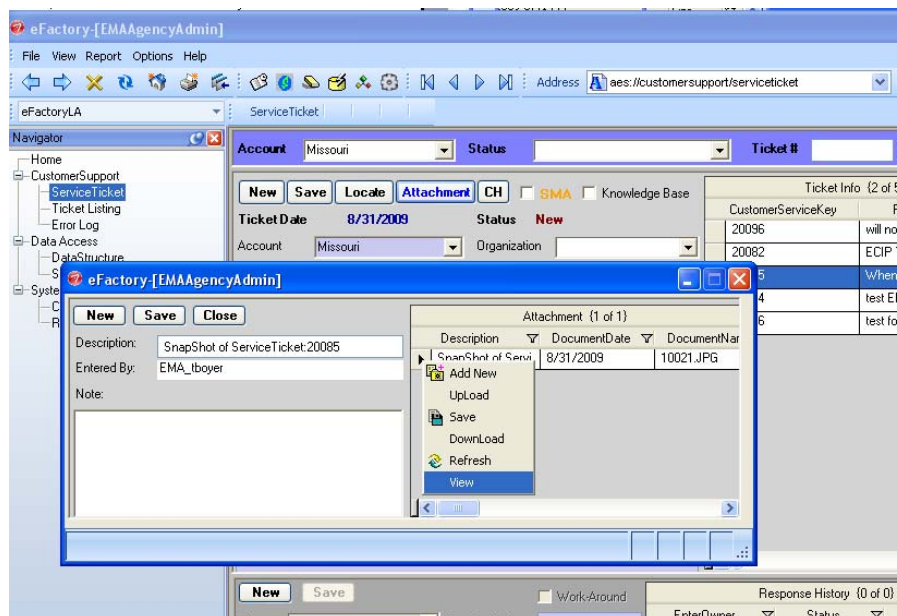 eFactory-[EMAAgencyAdmin]
File View Report Options Help
Address aes://customersupport/serviceticket
eFactoryLA ServiceTicket
Navigator
Home
CustomerSupport
ServiceTicket
Ticket Listing
Error Log
Data Access
DataStructure
S
Syste
C
R
Account Missouri Status Ticket #
New Save Locate Attachment CH SMA Knowledge Base
Ticket Date 8/31/2009 Status New
Account Missouri Organization
Ticket Info {2 of 5
CustomerServiceKey
20096 will no
20082 ECIP
5 When
4 test E
6 test fo
eFactory-[EMAAgencyAdmin]
New Save Close
Description: SnapShot of ServiceTicket:20085
Entered By: EMA_tboyer
Note:
Attachment {1 of 1}
Description DocumentDate DocumentNar
SnapShot of Servi 8/31/2009 10021.JPG
Add New
UpLoad
Save
DownLoad
Refresh
View
New Save Work-Around
Response History {0 of 0}
EnterOwner Status